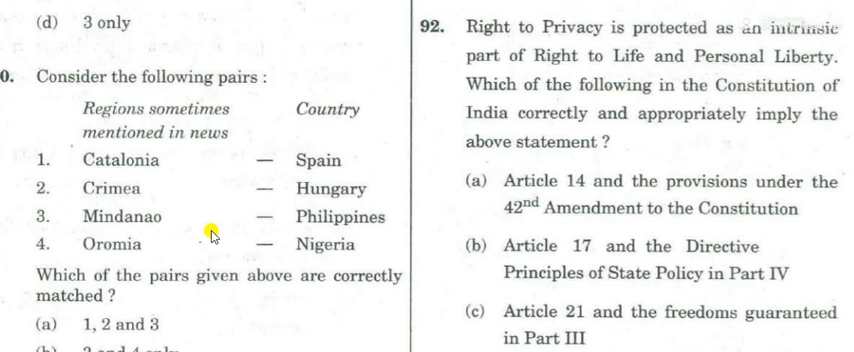 (d) 3 only
0. Consider the following pairs :
Regions sometimes Country
mentioned in news
1. Catalonia — Spain
2. Crimea — Hungary
3. Mindanao — Philippines
4. Oromia — Nigeria
Which of the pairs given above are correctly
matched ?
(a) 1, 2 and 3
(b) 3 and 4 only
92. Right to Privacy is protected as an intrinsic
part of Right to Life and Personal Liberty.
Which of the following in the Constitution of
India correctly and appropriately imply the
above statement ?
(a) Article 14 and the provisions under the
42nd Amendment to the Constitution
(b) Article 17 and the Directive
Principles of State Policy in Part IV
(c) Article 21 and the freedoms guaranteed
in Part III